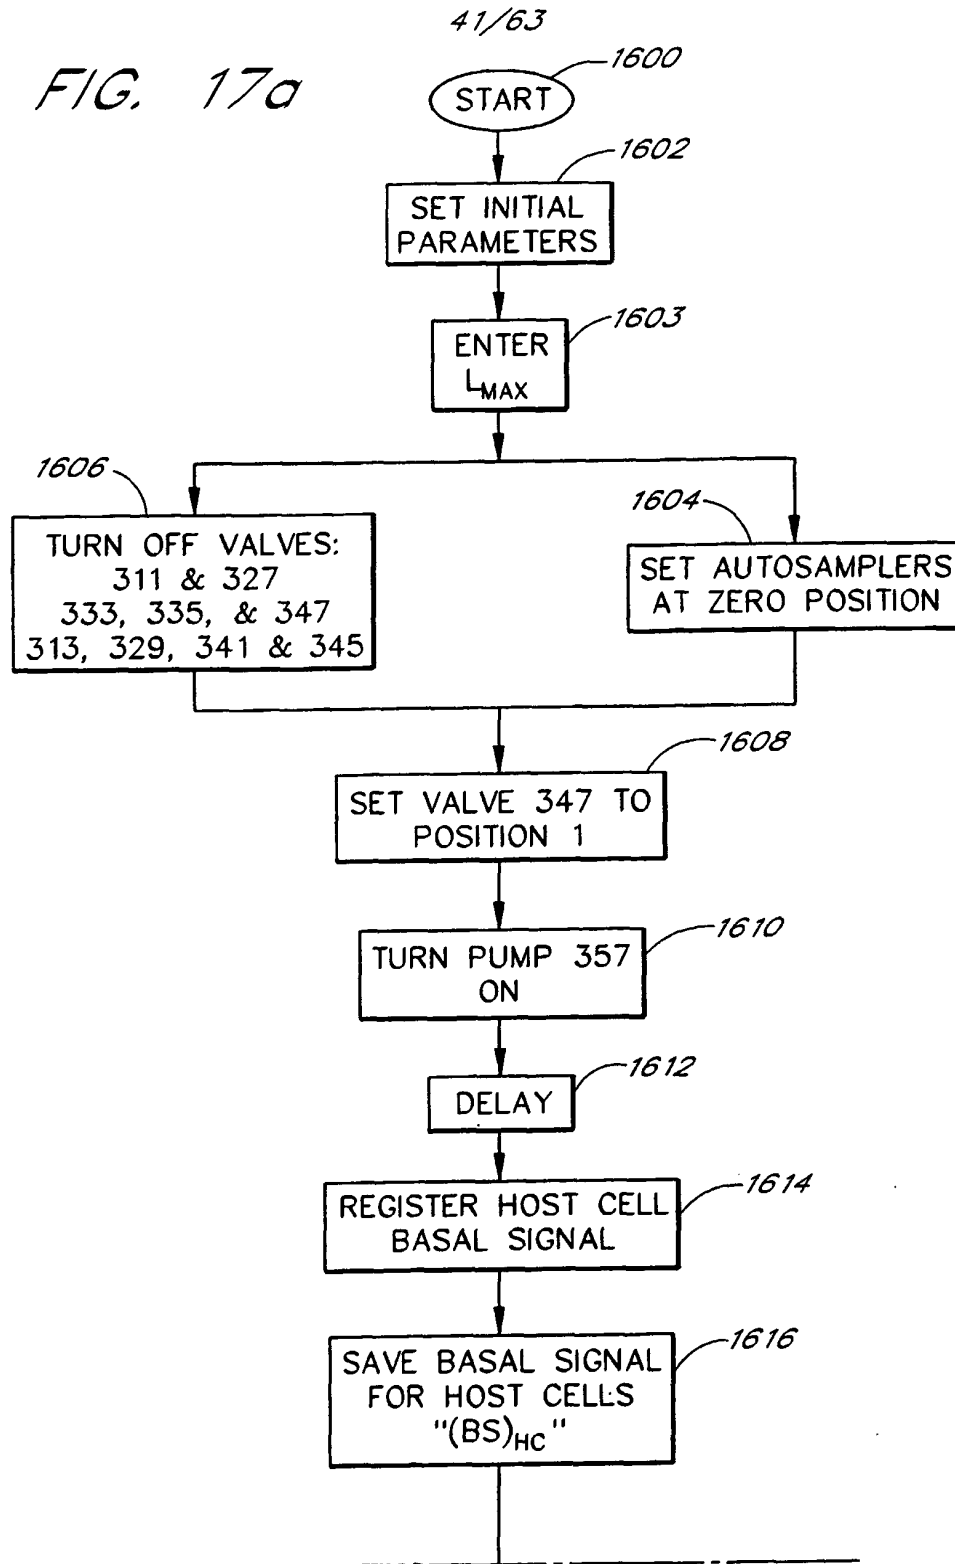 41/63
FIG. 17a
1600
START
1602
SET INITIAL
PARAMETERS
1603
ENTER
LMAX
1606
TURN OFF VALVES:
311 & 327
333, 335, & 347
313, 329, 341 & 345
1604
SET AUTOSAMPLERS
AT ZERO POSITION
1608
SET VALVE 347 TO
POSITION 1
1610
TURN PUMP 357
ON
1612
DELAY
1614
REGISTER HOST CELL
BASAL SIGNAL
1616
SAVE BASAL SIGNAL
FOR HOST CELLS
"(BS)HC"